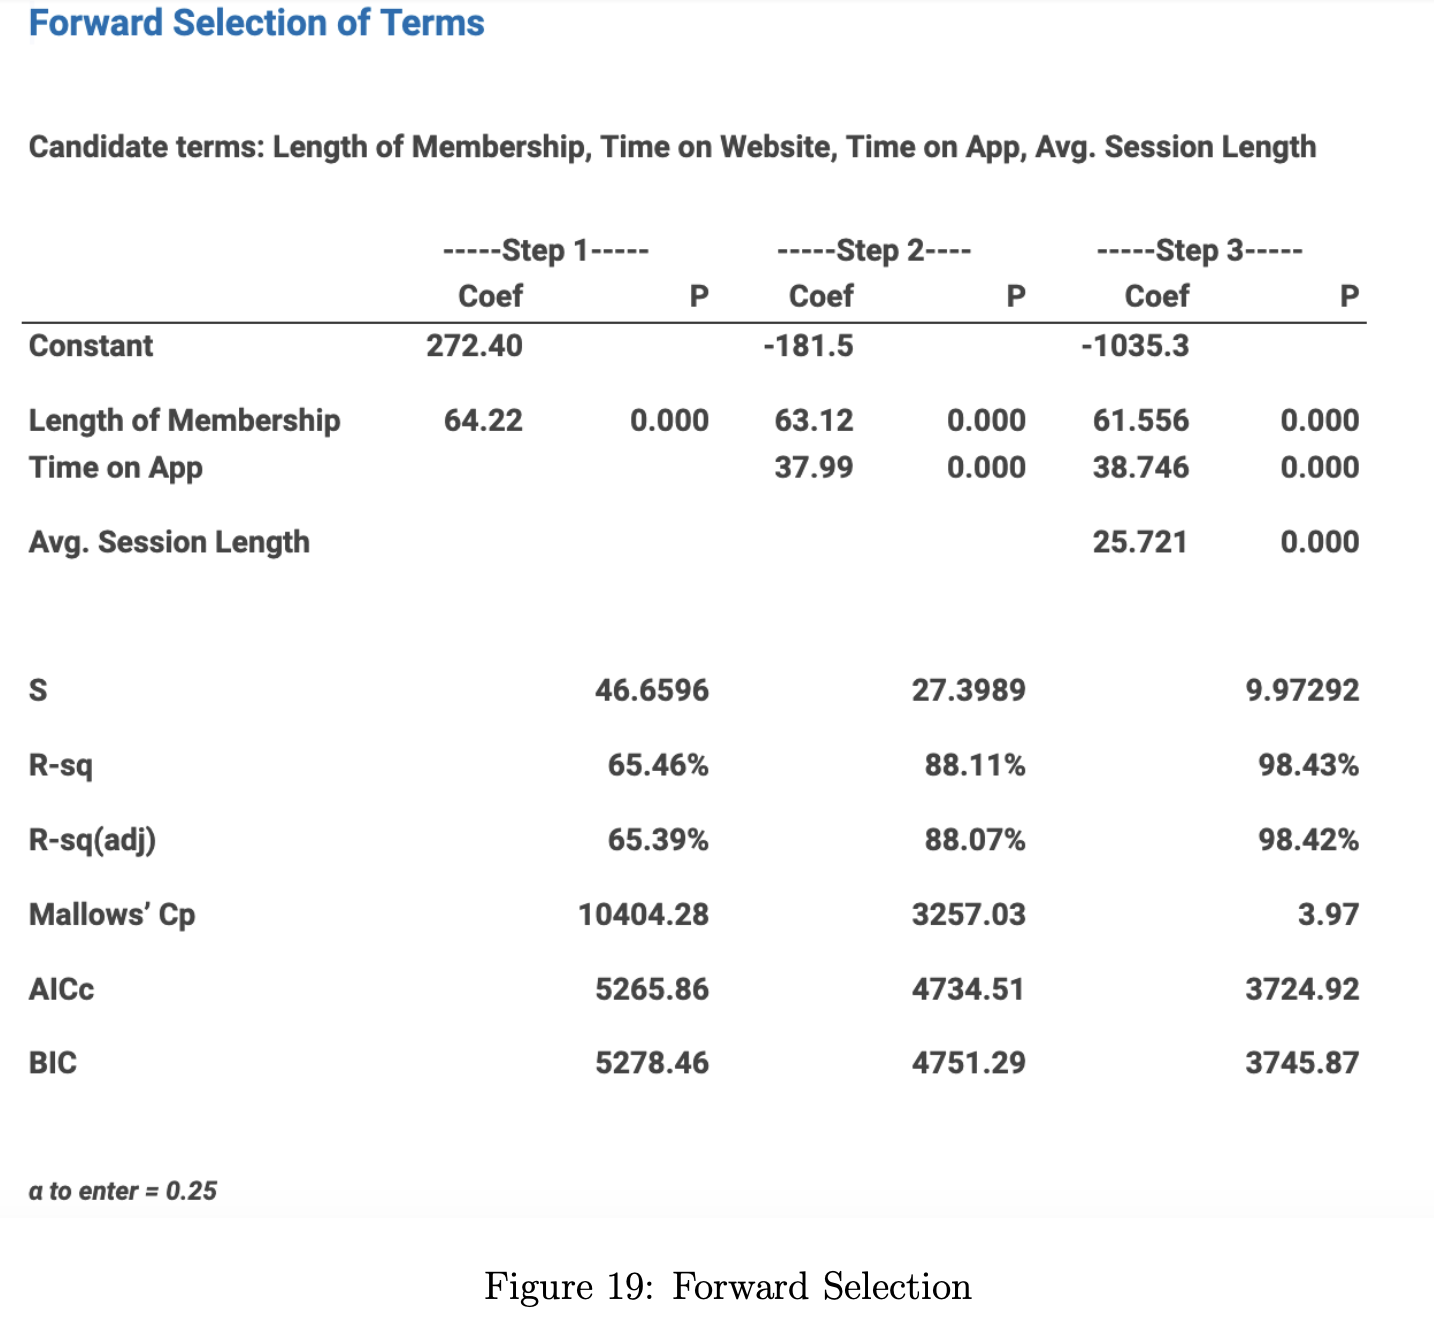 Forward Selection of Terms
Candidate terms: Length of Membership, Time on Website, Time on App, Avg. Session Length
-----Step 1----- -----Step 2---- -----Step 3-----
Coef P Coef P Coef P
Constant 272.40 -181.5 -1035.3
Length of Membership 64.22 0.000 63.12 0.000 61.556 0.000
Time on App 37.99 0.000 38.746 0.000
Avg. Session Length 25.721 0.000
S 46.6596 27.3989 9.97292
R-sq 65.46% 88.11% 98.43%
R-sq(adj) 65.39% 88.07% 98.42%
Mallows’ Cp 10404.28 3257.03 3.97
AICc 5265.86 4734.51 3724.92
BIC 5278.46 4751.29 3745.87
α to enter = 0.25
Figure 19: Forward Selection